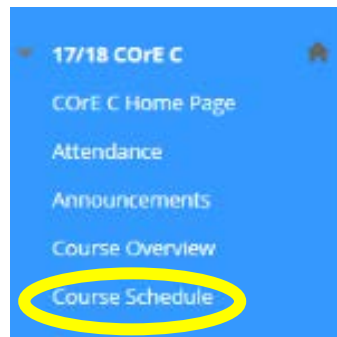 17/18 COrE C
COrE C Home Page
Attendance
Announcements
Course Overview
Course Schedule